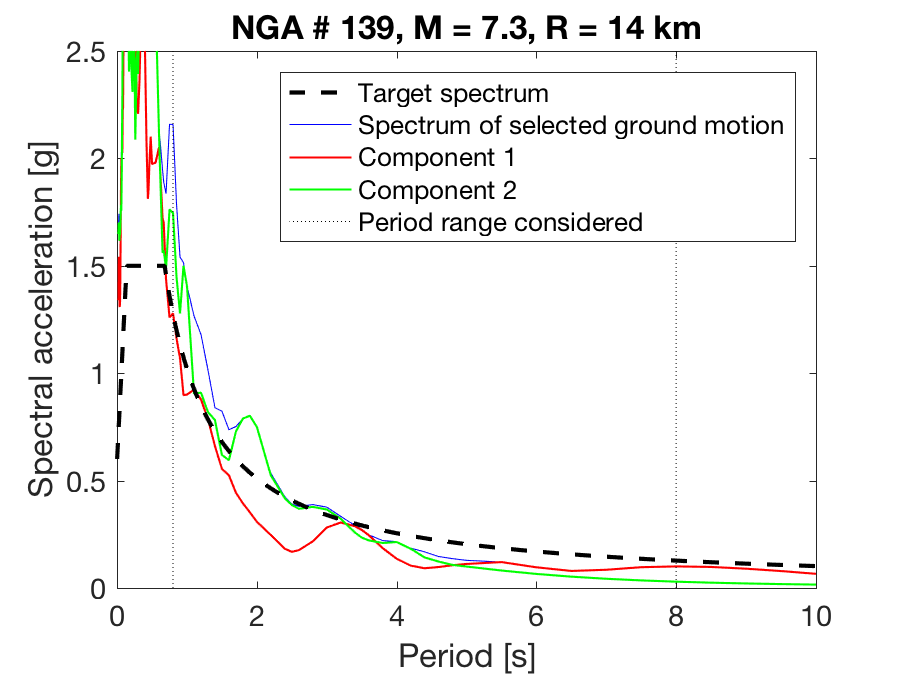 NGA # 139, M = 7.3, R = 14 km
2.5
2
1.5
1
0.5
0
Spectral acceleration [g]
Target spectrum
Spectrum of selected ground motion
Component 1
Component 2
Period range considered
0 2 4 6 8 10
Period [s]